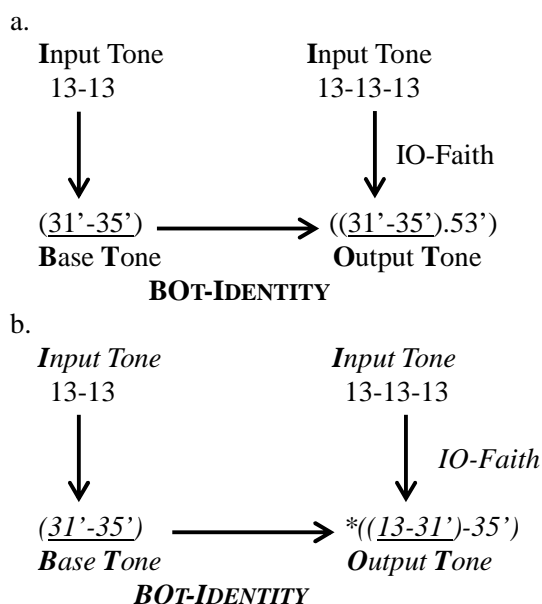 a.
Input Tone Input Tone
13-13 13-13-13
IO-Faith
(31’-35’) ((31’-35’).53’)
Base Tone Output Tone
BOT-IDENTITY
b.
Input Tone Input Tone
13-13 13-13-13
IO-Faith
(31’-35’) *((13-31’)-35’)
Base Tone Output Tone
BOT-IDENTITY